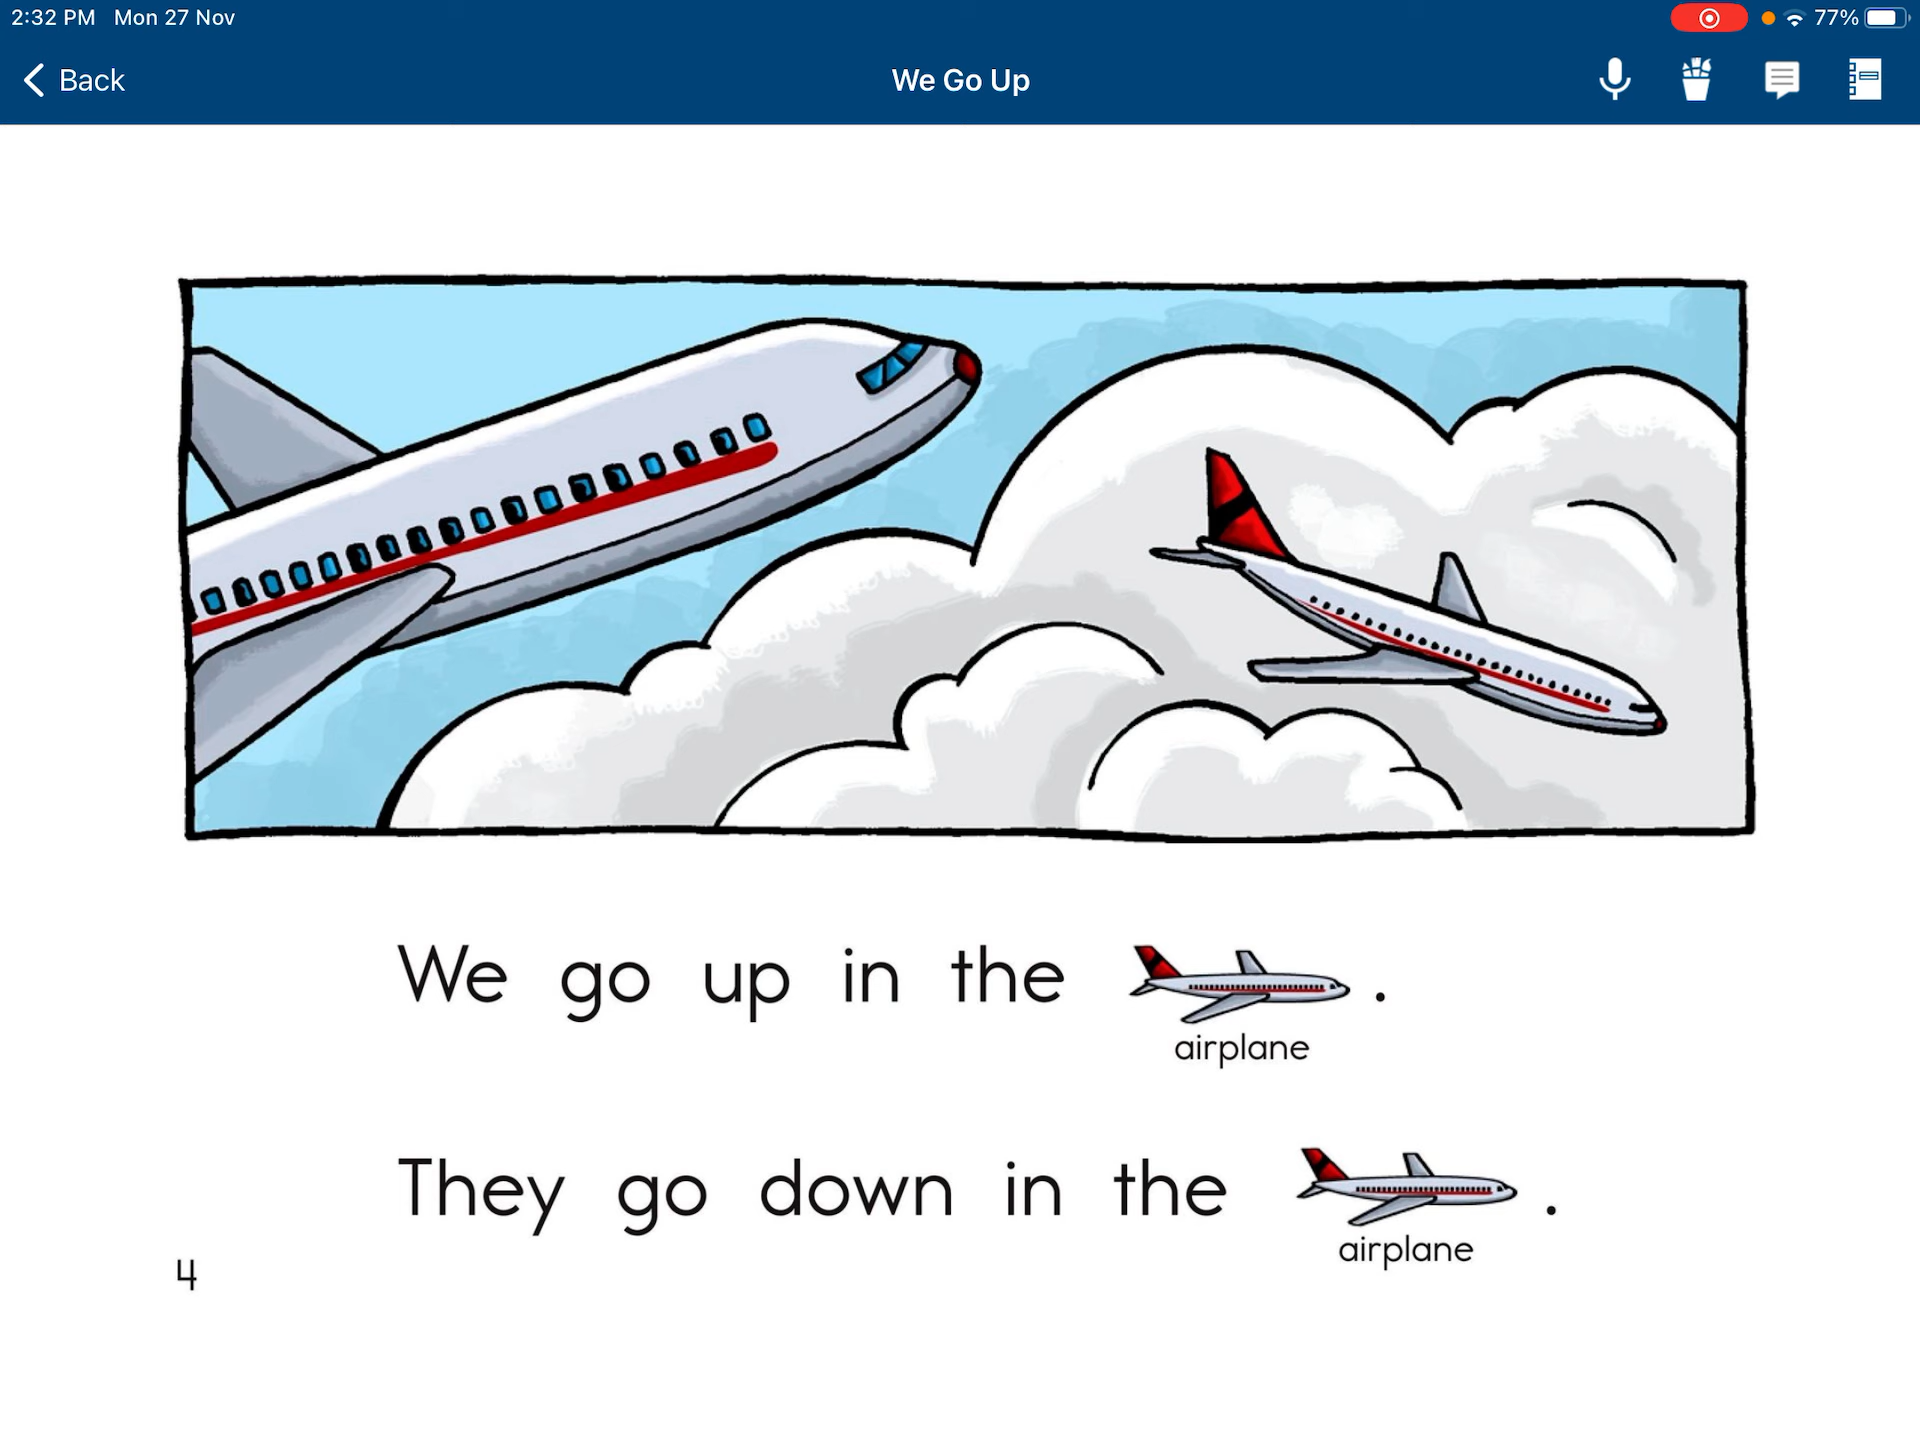 2:32 PM Mon 27 Nov 77%
Back We Go Up
We go up in the .
airplane
They go down in the .
airplane
4